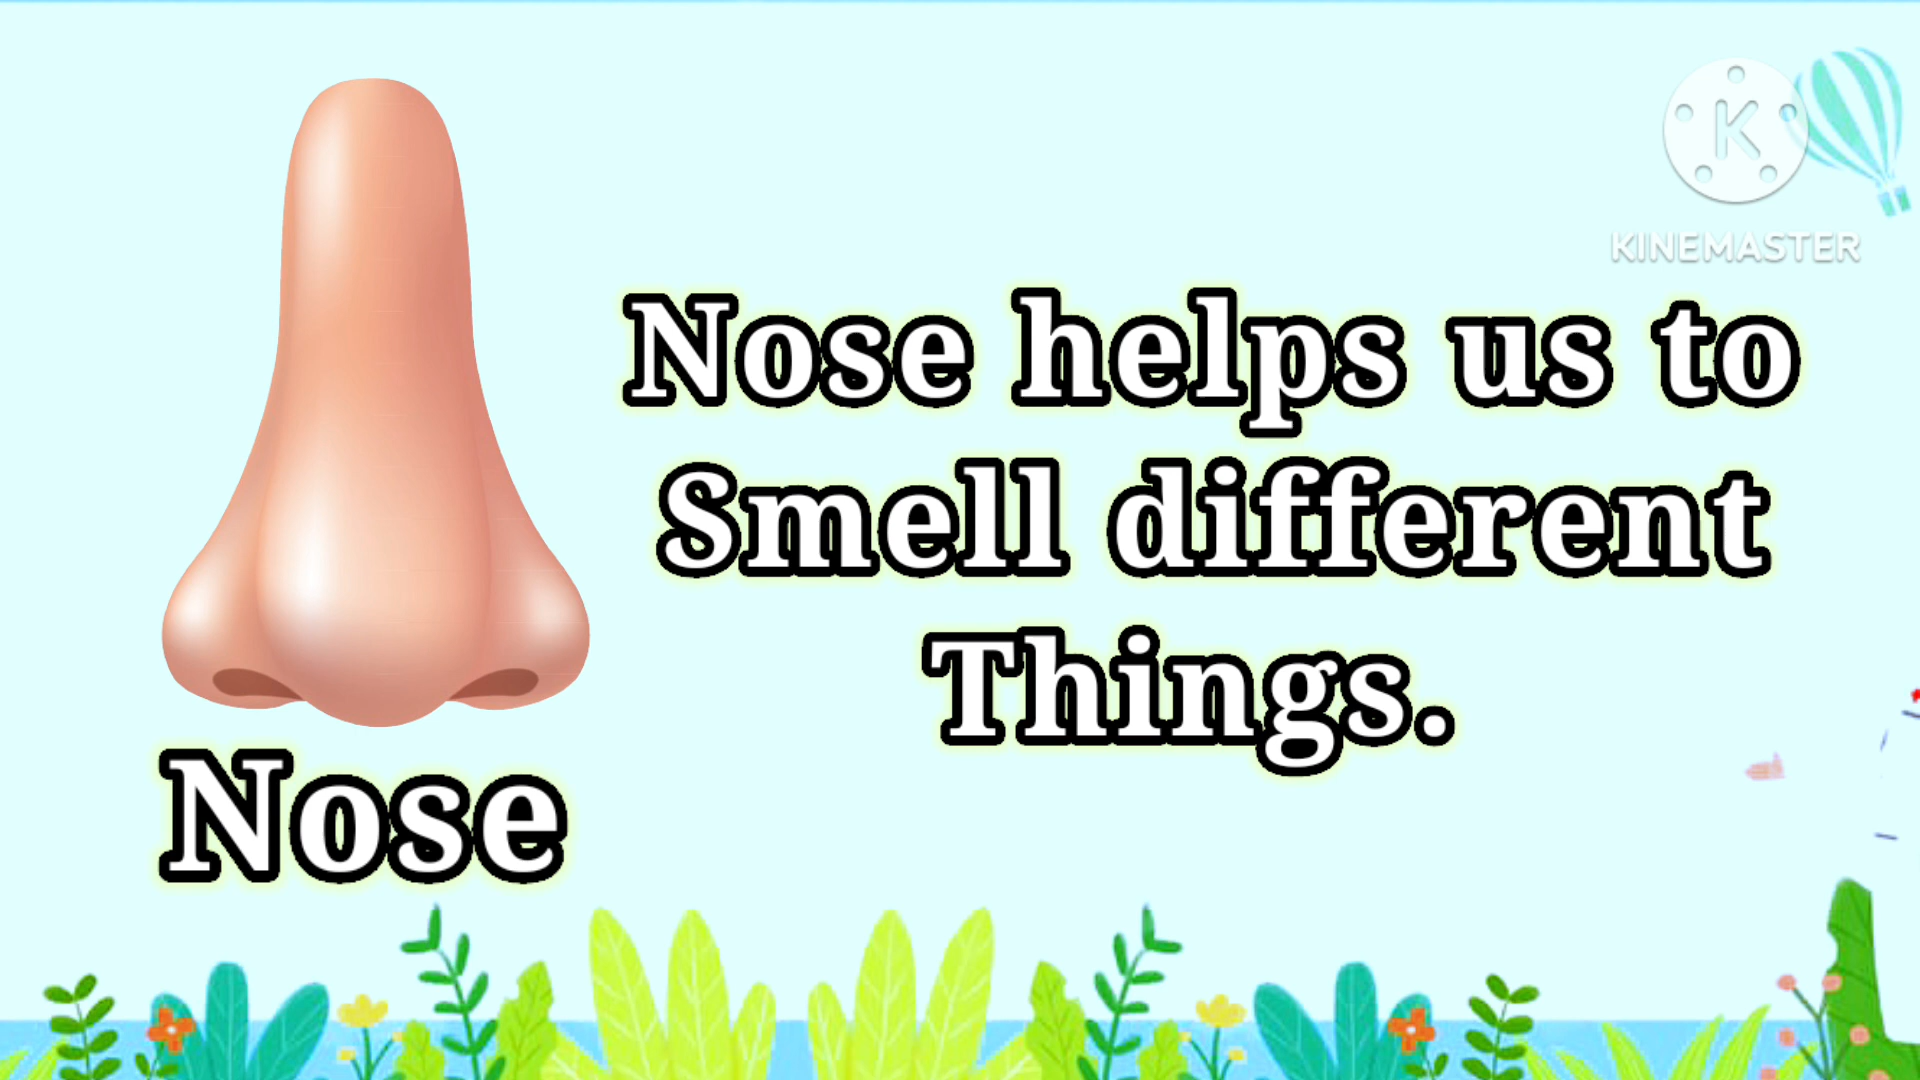 K
KINEMASTER
Nose helps us to
Smell different
Things.
Nose